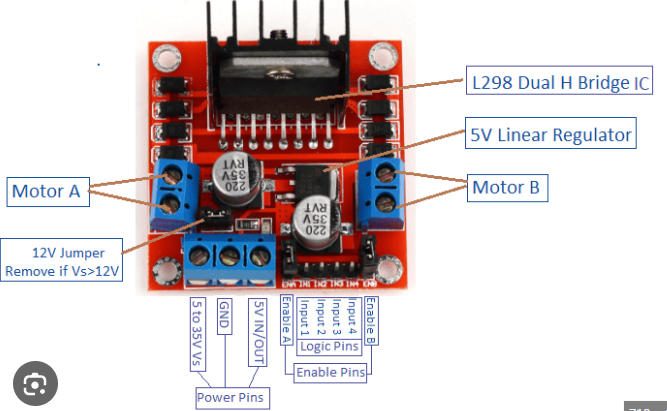 L298 Dual H Bridge IC
5V Linear Regulator
Motor A
Motor B
220
35V
RVT
220
35V
RVT
12V Jumper
Remove if Vs>12V
5 to 35V Vs
GND
5V IN/OUT
Enable A
Input 1
Input 2
Input 3
Input 4
Enable B
Logic Pins
Enable Pins
Power Pins